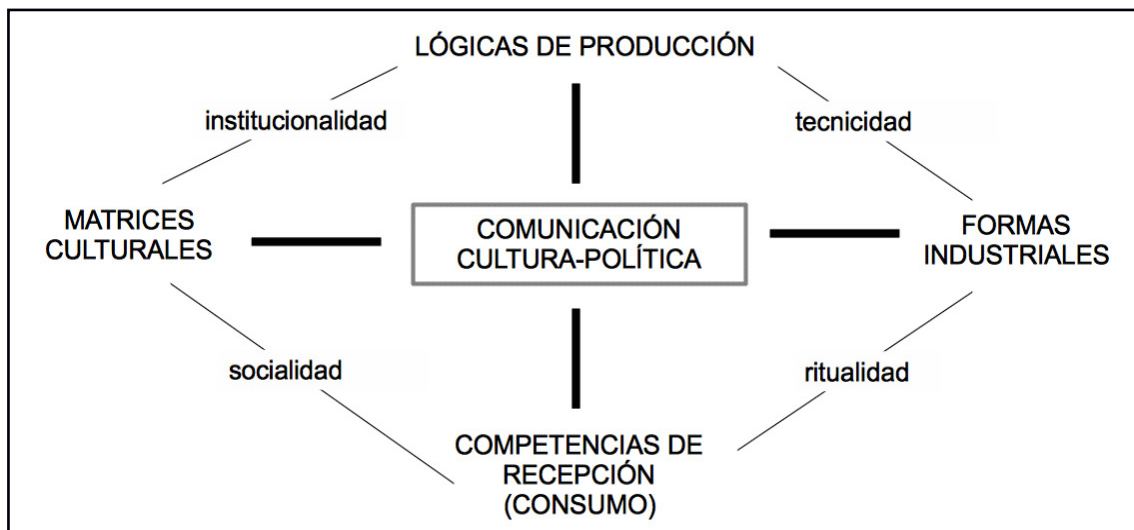 LÓGICAS DE PRODUCCIÓN
institucionalidad
tecnicidad
MATRICES
CULTURALES
COMUNICACIÓN
CULTURA-POLÍTICA
FORMAS
INDUSTRIALES
socialidad
ritualidad
COMPETENCIAS DE
RECEPCIÓN
(CONSUMO)